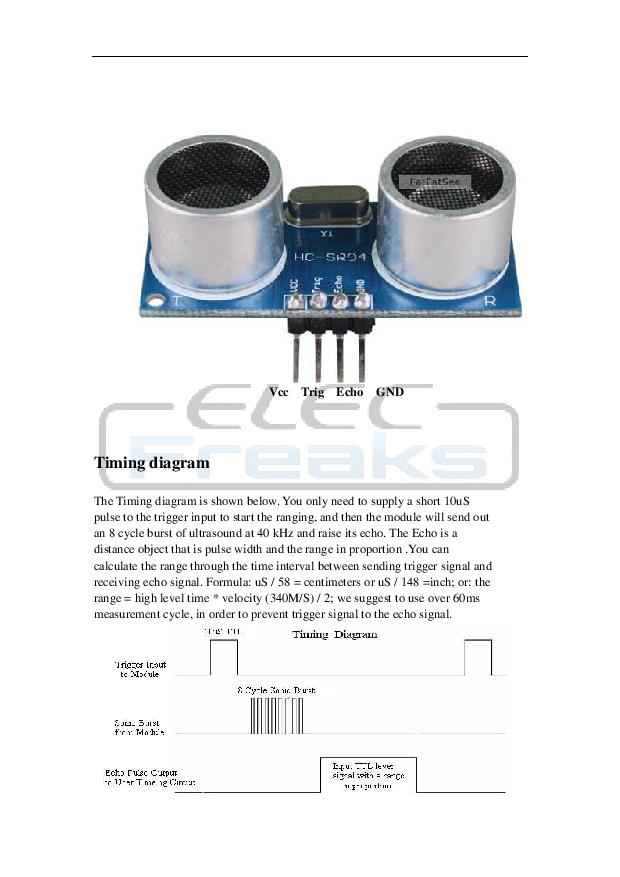 FatFatSee
Y1
HC-SR04
VCC Trig Echo GND
T R
Vcc Trig Echo GND
ELEC
Freaks
Timing diagram
The Timing diagram is shown below. You only need to supply a short 10uS
pulse to the trigger input to start the ranging, and then the module will send out
an 8 cycle burst of ultrasound at 40 kHz and raise its echo. The Echo is a
distance object that is pulse width and the range in proportion .You can
calculate the range through the time interval between sending trigger signal and
receiving echo signal. Formula: uS / 58 = centimeters or uS / 148 =inch; or: the
range = high level time * velocity (340M/S) / 2; we suggest to use over 60ms
measurement cycle, in order to prevent trigger signal to the echo signal.
Timing Diagram
Trigger Input
to Module
8 Cycle Sonic Burst
Sonic Burst
from Module
Echo Pulse Output
to User Timeing Circuit
Input TTL lever
signal with a range
in proportion